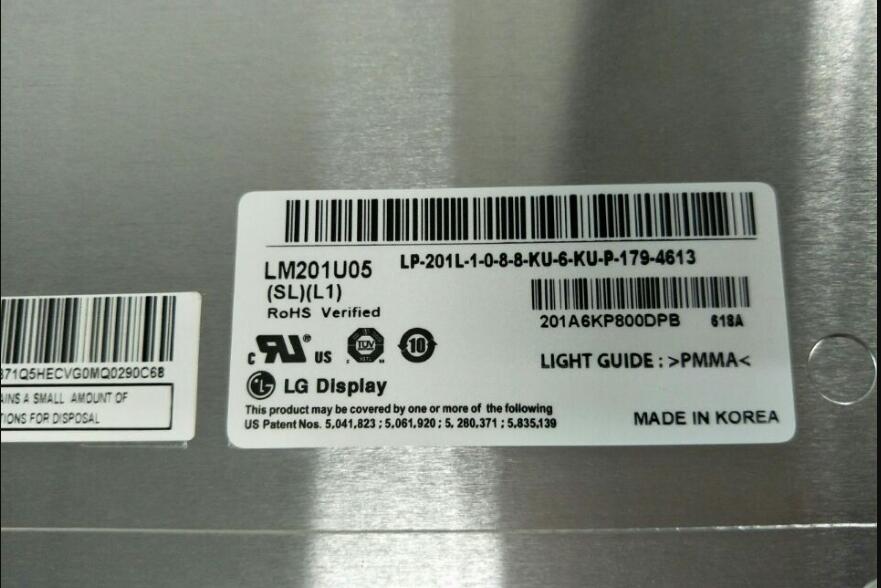 LM201U05
(SL)(L1)
RoHS Verified
LP-201L-1-0-8-8-KU-6-KU-P-179-4613
201A6KP800DPB 618A
c RU ® US TUV 10
LIGHT GUIDE : >PMMA<
LG Display
This product may be covered by one or more of the following
US Patent Nos. 5,041,823 ; 5,061,920 ; 5, 280,371 ; 5,835,139
MADE IN KOREA
871Q5HECVG0MQ0290C68
AINS A SMALL AMOUNT OF
TIONS FOR DISPOSAL